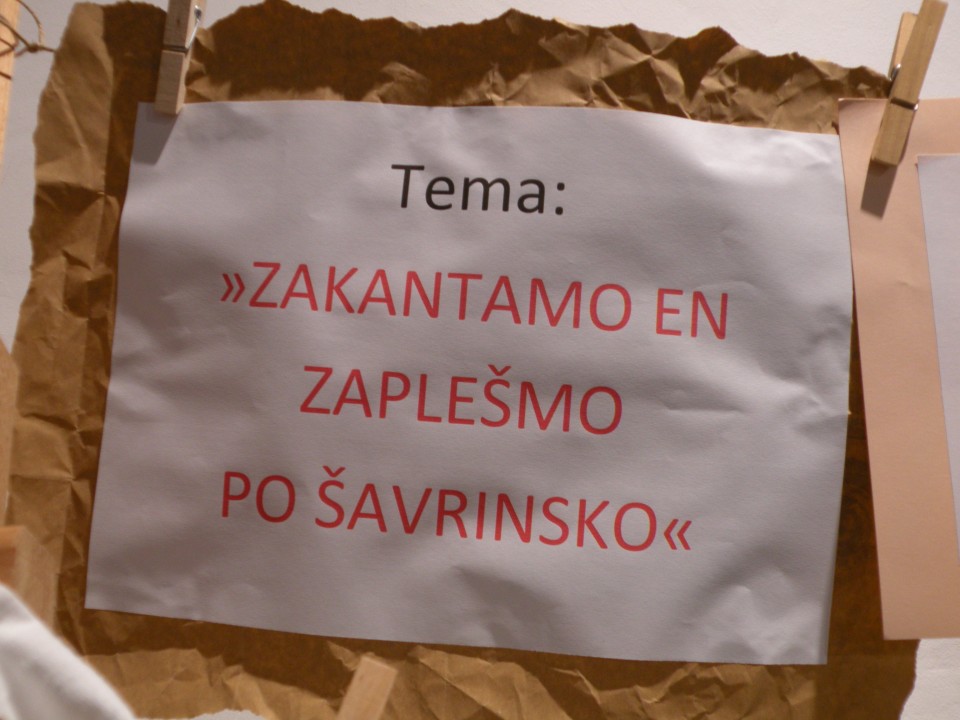 Tema:
»ZAKANTAMO EN
ZAPLEŠMO
PO ŠAVRINSKO«